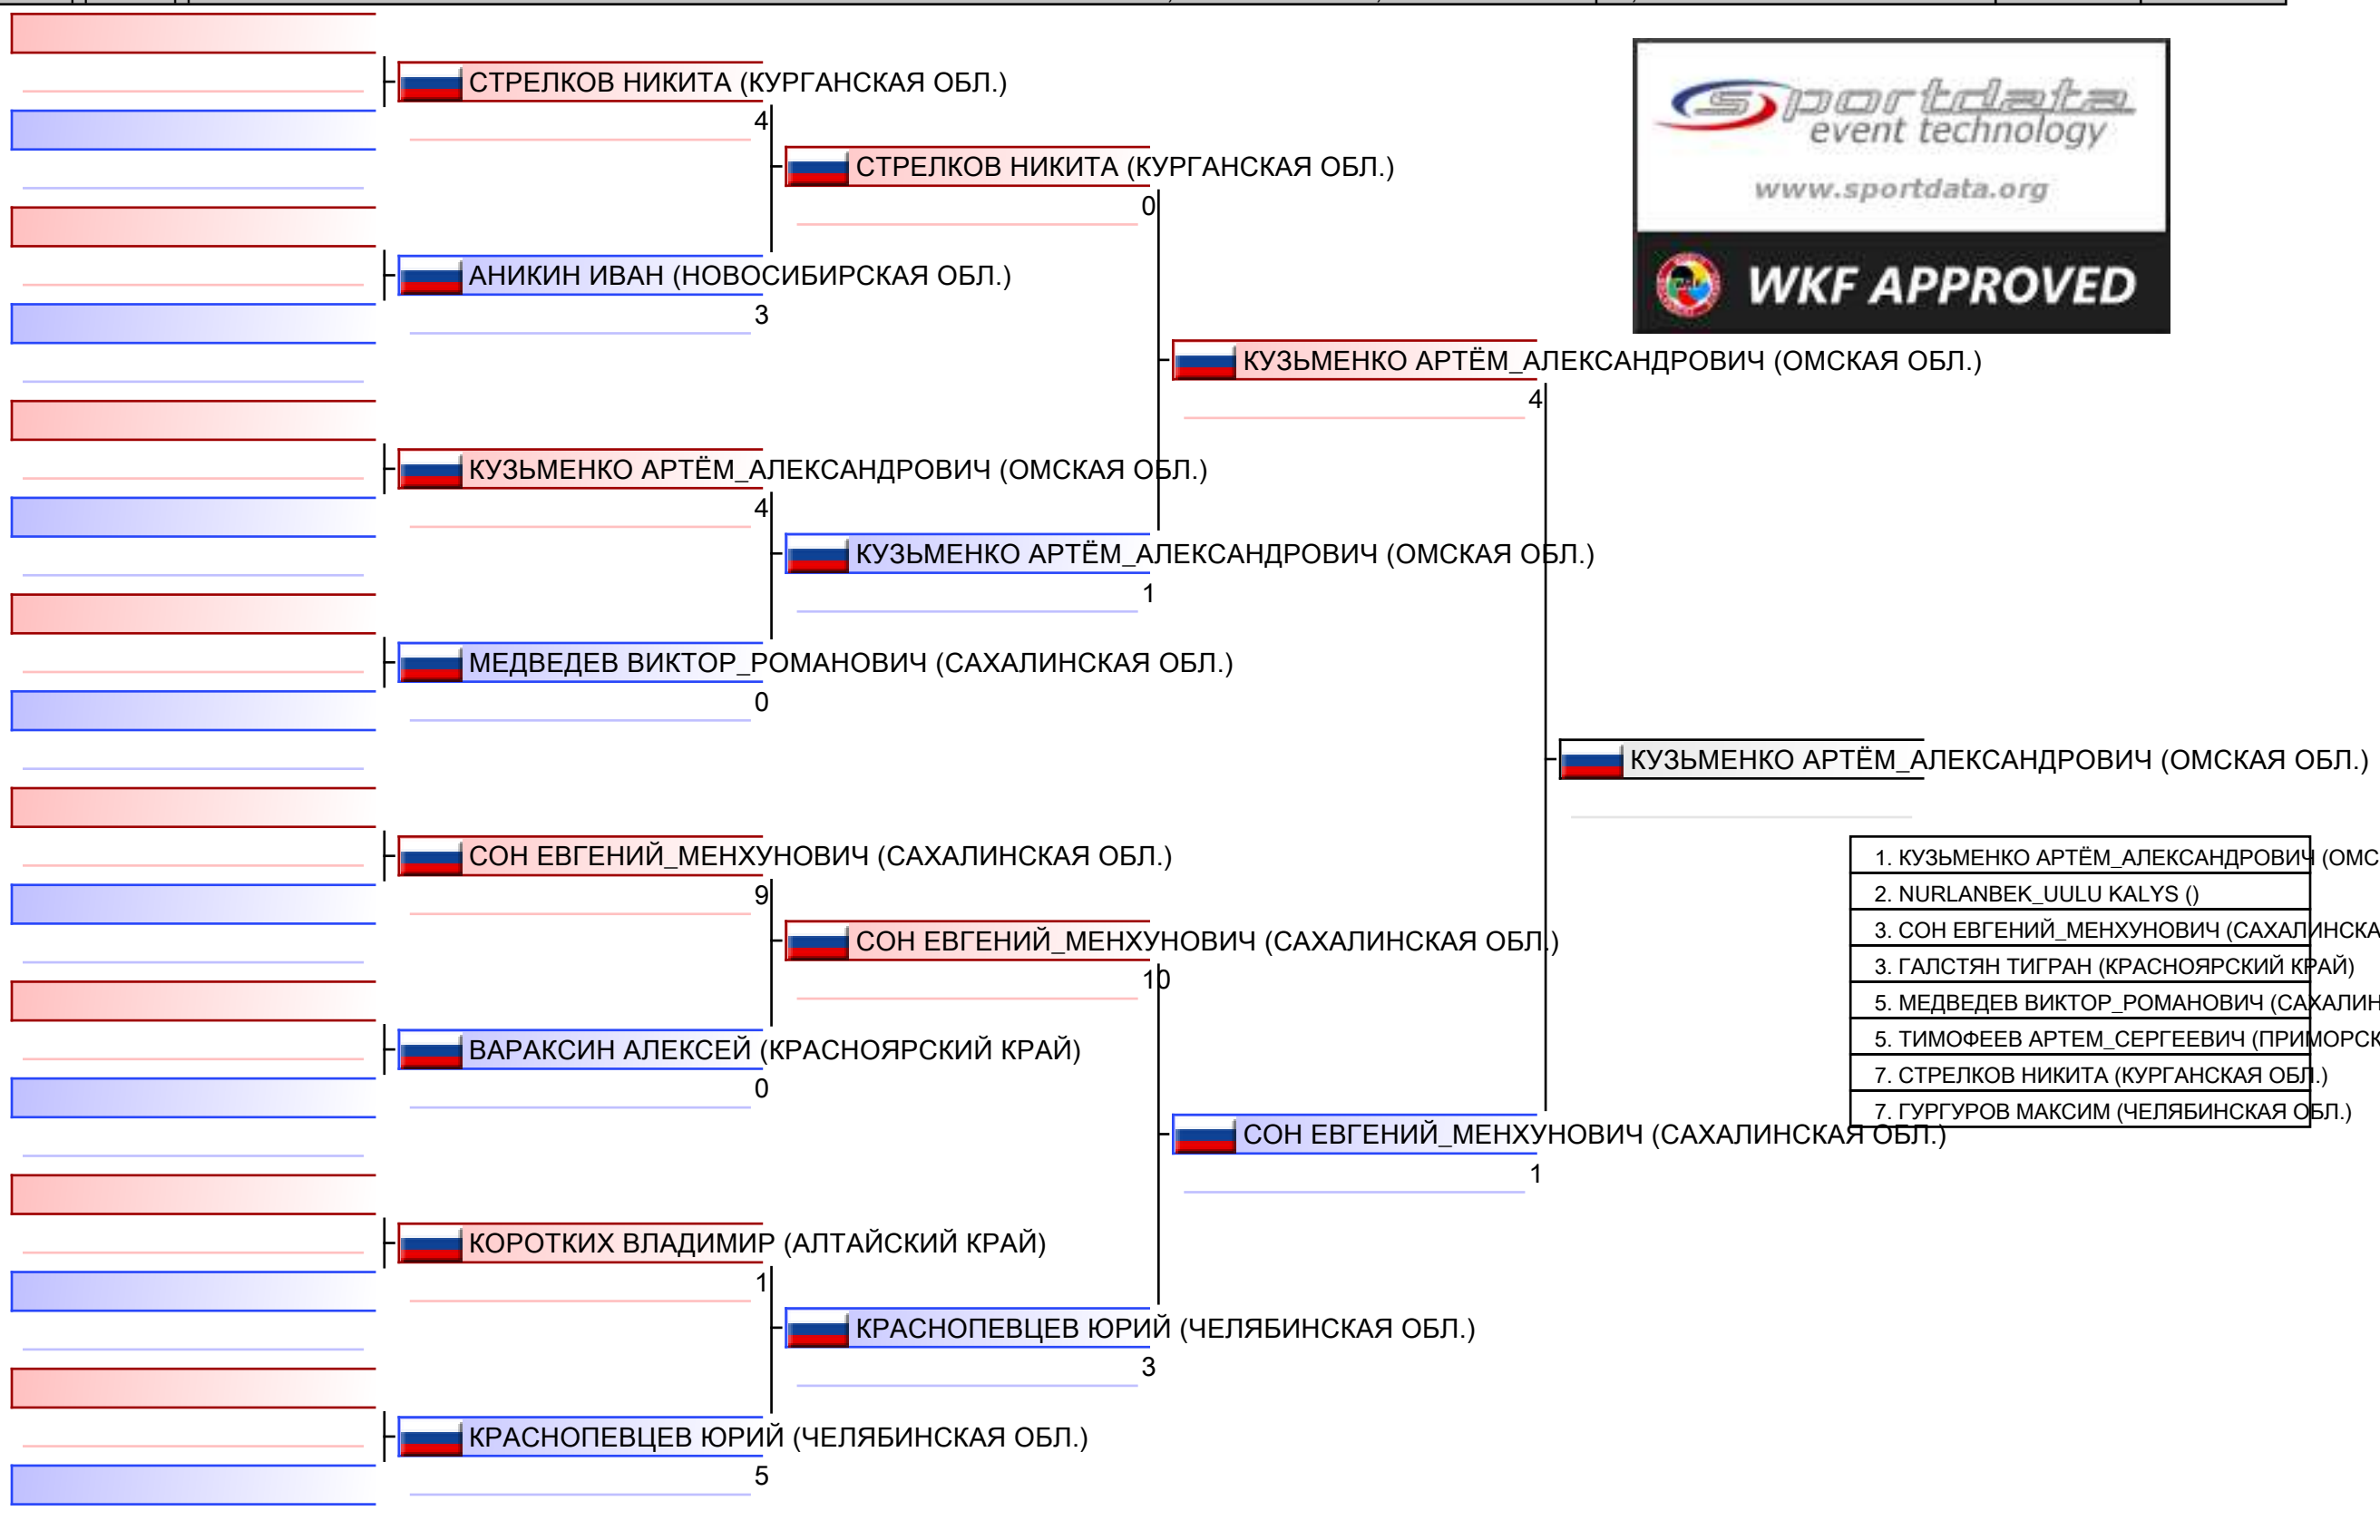 sportdata
event technology
www.sportdata.org
WKF APPROVED
СТРЕЛКОВ НИКИТА (КУРГАНСКАЯ ОБЛ.)
4
СТРЕЛКОВ НИКИТА (КУРГАНСКАЯ ОБЛ.)
0
АНИКИН ИВАН (НОВОСИБИРСКАЯ ОБЛ.)
3
КУЗЬМЕНКО АРТЁМ_АЛЕКСАНДРОВИЧ (ОМСКАЯ ОБЛ.)
4
КУЗЬМЕНКО АРТЁМ_АЛЕКСАНДРОВИЧ (ОМСКАЯ ОБЛ.)
4
КУЗЬМЕНКО АРТЁМ_АЛЕКСАНДРОВИЧ (ОМСКАЯ ОБЛ.)
1
МЕДВЕДЕВ ВИКТОР_РОМАНОВИЧ (САХАЛИНСКАЯ ОБЛ.)
0
КУЗЬМЕНКО АРТЁМ_АЛЕКСАНДРОВИЧ (ОМСКАЯ ОБЛ.)
СОН ЕВГЕНИЙ_МЕНХУНОВИЧ (САХАЛИНСКАЯ ОБЛ.)
9
СОН ЕВГЕНИЙ_МЕНХУНОВИЧ (САХАЛИНСКАЯ ОБЛ.)
10
ВАРАКСИН АЛЕКСЕЙ (КРАСНОЯРСКИЙ КРАЙ)
0
1. КУЗЬМЕНКО АРТЁМ_АЛЕКСАНДРОВИЧ (ОМС
2. NURLANBEK_UULU KALYS ()
3. СОН ЕВГЕНИЙ_МЕНХУНОВИЧ (САХАЛИНСКА
3. ГАЛСТЯН ТИГРАН (КРАСНОЯРСКИЙ КРАЙ)
5. МЕДВЕДЕВ ВИКТОР_РОМАНОВИЧ (САХАЛИН
5. ТИМОФЕЕВ АРТЕМ_СЕРГЕЕВИЧ (ПРИМОРСК
7. СТРЕЛКОВ НИКИТА (КУРГАНСКАЯ ОБЛ.)
7. ГУРГУРОВ МАКСИМ (ЧЕЛЯБИНСКАЯ ОБЛ.)
СОН ЕВГЕНИЙ_МЕНХУНОВИЧ (САХАЛИНСКАЯ ОБЛ.)
1
КОРОТКИХ ВЛАДИМИР (АЛТАЙСКИЙ КРАЙ)
1
КРАСНОПЕВЦЕВ ЮРИЙ (ЧЕЛЯБИНСКАЯ ОБЛ.)
3
КРАСНОПЕВЦЕВ ЮРИЙ (ЧЕЛЯБИНСКАЯ ОБЛ.)
5